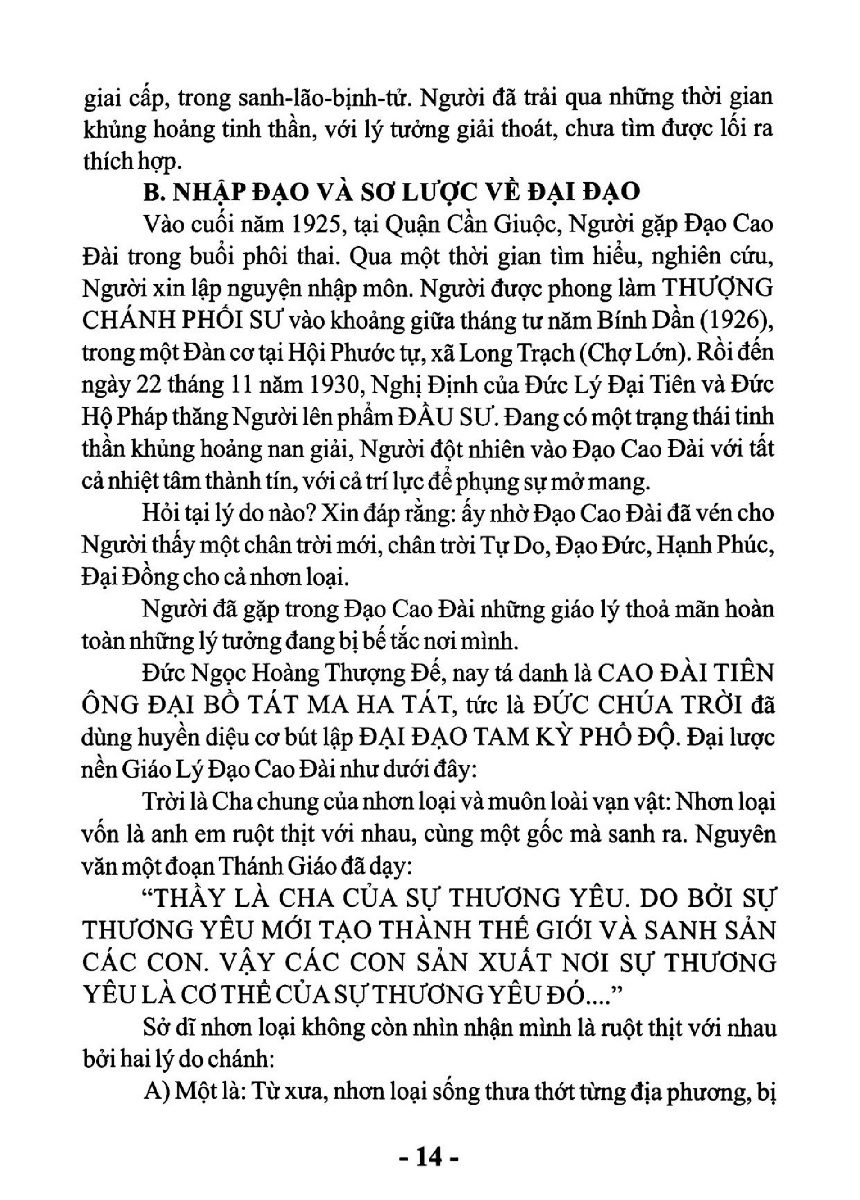 giai cấp, trong sanh-lão-bịnh-tử. Người đã trải qua những thời gian
khủng hoảng tinh thần, với lý tưởng giải thoát, chưa tìm được lối ra
thích hợp.
B. NHẬP ĐẠO VÀ SƠ LƯỢC VỀ ĐẠI ĐẠO
Vào cuối năm 1925, tại Quận Cần Giuộc, Người gặp Đạo Cao
Đài trong buổi phôi thai. Qua một thời gian tìm hiểu, nghiên cứu,
Người xin lập nguyện nhập môn. Người được phong làm THƯỢNG
CHÁNH PHỐI SƯ vào khoảng giữa tháng tư năm Bính Dần (1926),
trong một Đàn cơ tại Hội Phước tự, xã Long Trạch (Chợ Lớn). Rồi đến
ngày 22 tháng 11 năm 1930, Nghị Định của Đức Lý Đại Tiên và Đức
Hộ Pháp thăng Người lên phẩm ĐẦU SƯ. Đang có một trạng thái tinh
thần khủng hoảng nan giải, Người đột nhiên vào Đạo Cao Đài với tất
cả nhiệt tâm thành tín, với cả trí lực để phụng sự mở mang.
Hỏi tại lý do nào? Xin đáp rằng: ấy nhờ Đạo Cao Đài đã vén cho
Người thấy một chân trời mới, chân trời Tự Do, Đạo Đức, Hạnh Phúc,
Đại Đồng cho cả nhơn loại.
Người đã gặp trong Đạo Cao Đài những giáo lý thoả mãn hoàn
toàn những lý tưởng đang bị bế tắc nơi mình.
Đức Ngọc Hoàng Thượng Đế, nay tá danh là CAO ĐÀI TIÊN
ÔNG ĐẠI BỒ TÁT MA HA TÁT, tức là ĐỨC CHÚA TRỜI đã
dùng huyền diệu cơ bút lập ĐẠI ĐẠO TAM KỲ PHỔ ĐỘ. Đại lược
nền Giáo Lý Đạo Cao Đài như dưới đây:
Trời là Cha chung của nhơn loại và muôn loài vạn vật: Nhơn loại
vốn là anh em ruột thịt với nhau, cùng một gốc mà sanh ra. Nguyên
văn một đoạn Thánh Giáo đã dạy:
“THẦY LÀ CHA CỦA SỰ THƯƠNG YÊU. DO BỞI SỰ
THƯƠNG YÊU MỚI TẠO THÀNH THẾ GIỚI VÀ SANH SẢN
CÁC CON. VẬY CÁC CON SẢN XUẤT NƠI SỰ THƯƠNG
YÊU LÀ CƠ THỂ CỦA SỰ THƯƠNG YÊU ĐÓ....”
Sở dĩ nhơn loại không còn nhìn nhận mình là ruột thịt với nhau
bởi hai lý do chánh:
A) Một là: Từ xưa, nhơn loại sống thưa thớt từng địa phương, bị
- 14 -